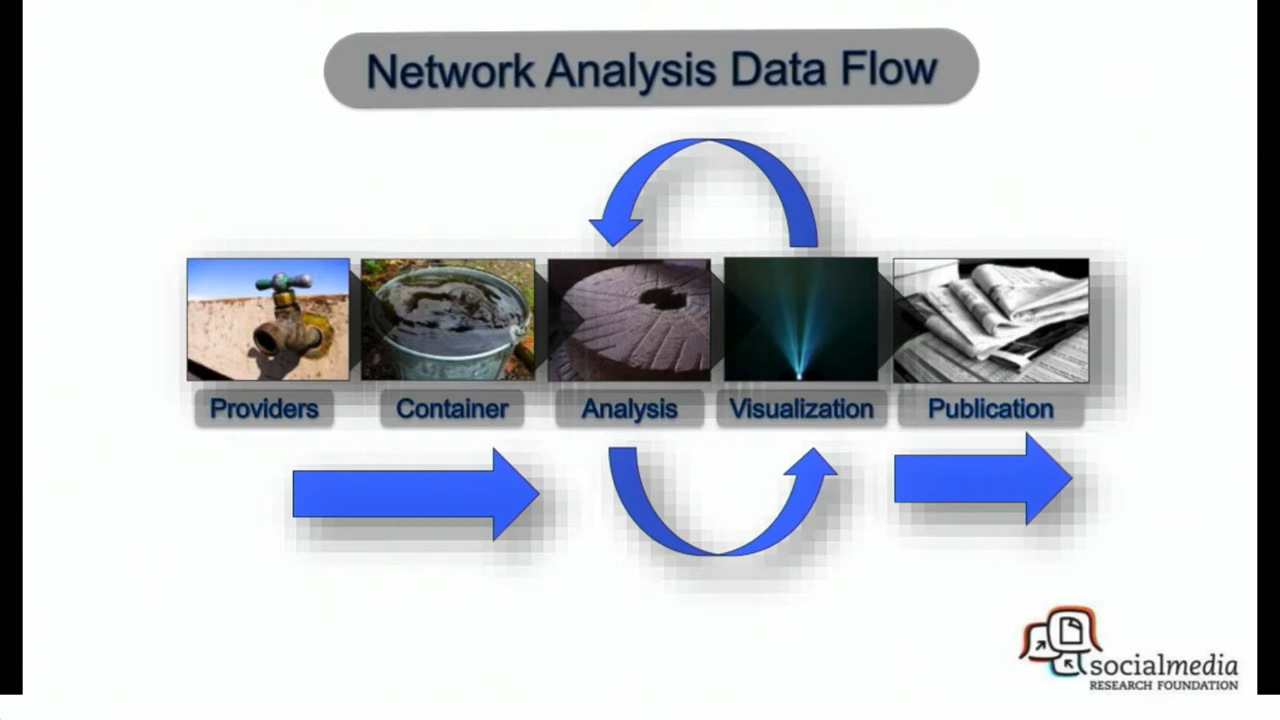 Network Analysis Data Flow
Providers
Container
Analysis
Visualization
Publication
socialmedia
RESEARCH FOUNDATION